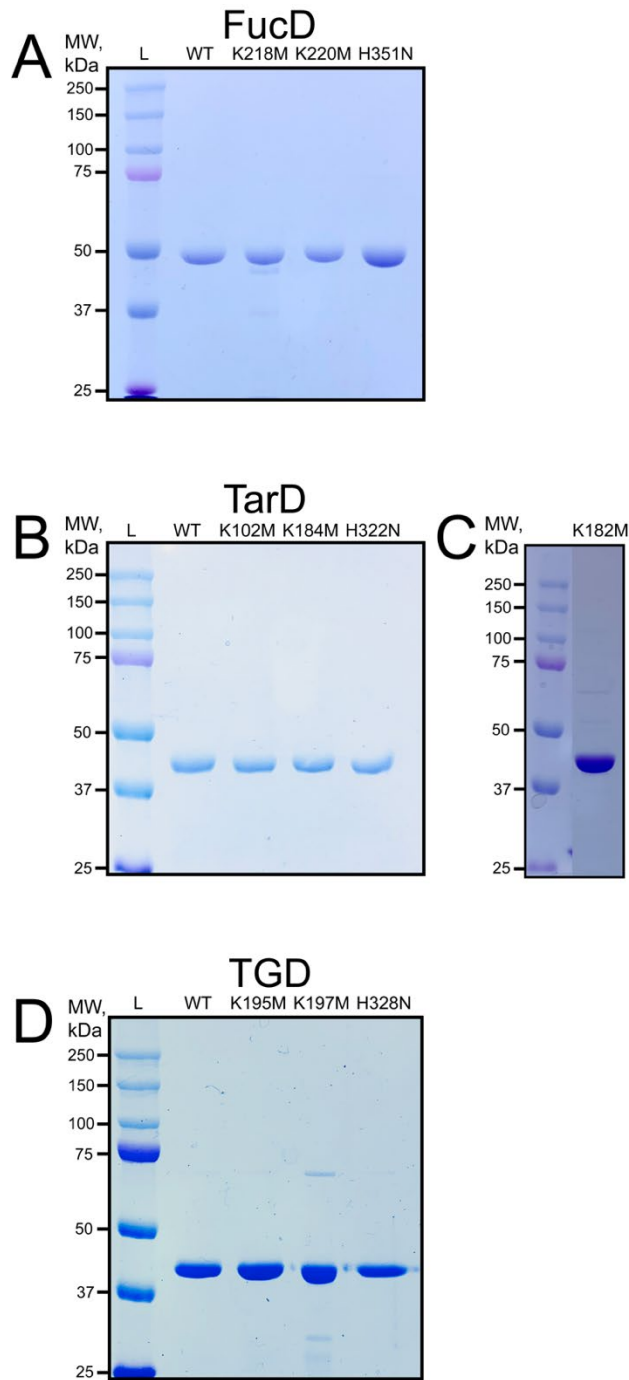 FucD
A
MW,
kDa
L WT K218M K220M H351N
250
150
100
75
50
37
25
TarD
B
MW,
kDa
L WT K102M K184M H322N
250
150
100
75
50
37
25
C
MW,
kDa
K182M
250
150
100
75
50
37
25
TGD
D
MW,
kDa
L WT K195M K197M H328N
250
150
100
75
50
37
25